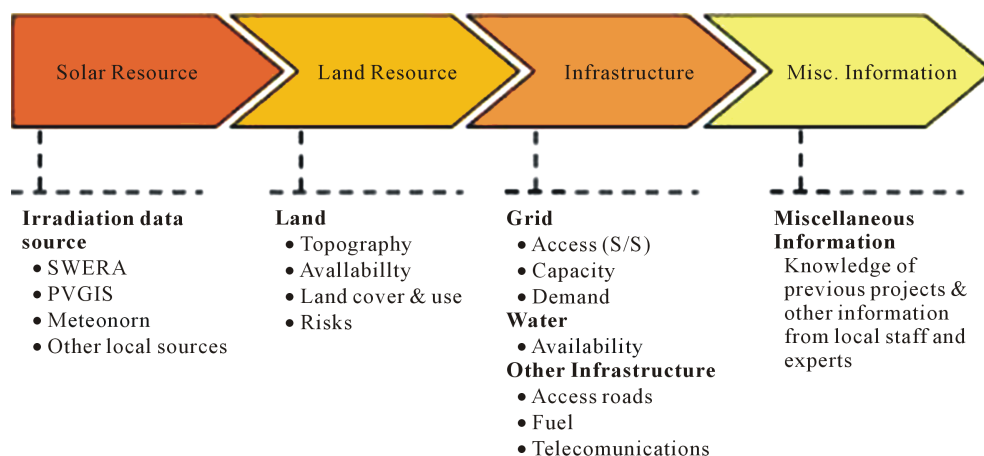 Solar Resource
Land Resource
Infrastructure
Misc. Information
Irradiation data
source
• SWERA
• PVGIS
• Meteonorn
• Other local sources
Land
• Topography
• Avallabillty
• Land cover & use
• Risks
Grid
• Access (S/S)
• Capacity
• Demand
Water
• Availability
Other Infrastructure
• Access roads
• Fuel
• Telecomunications
Miscellaneous
Information
Knowledge of
previous projects &
other information
from local staff and
experts